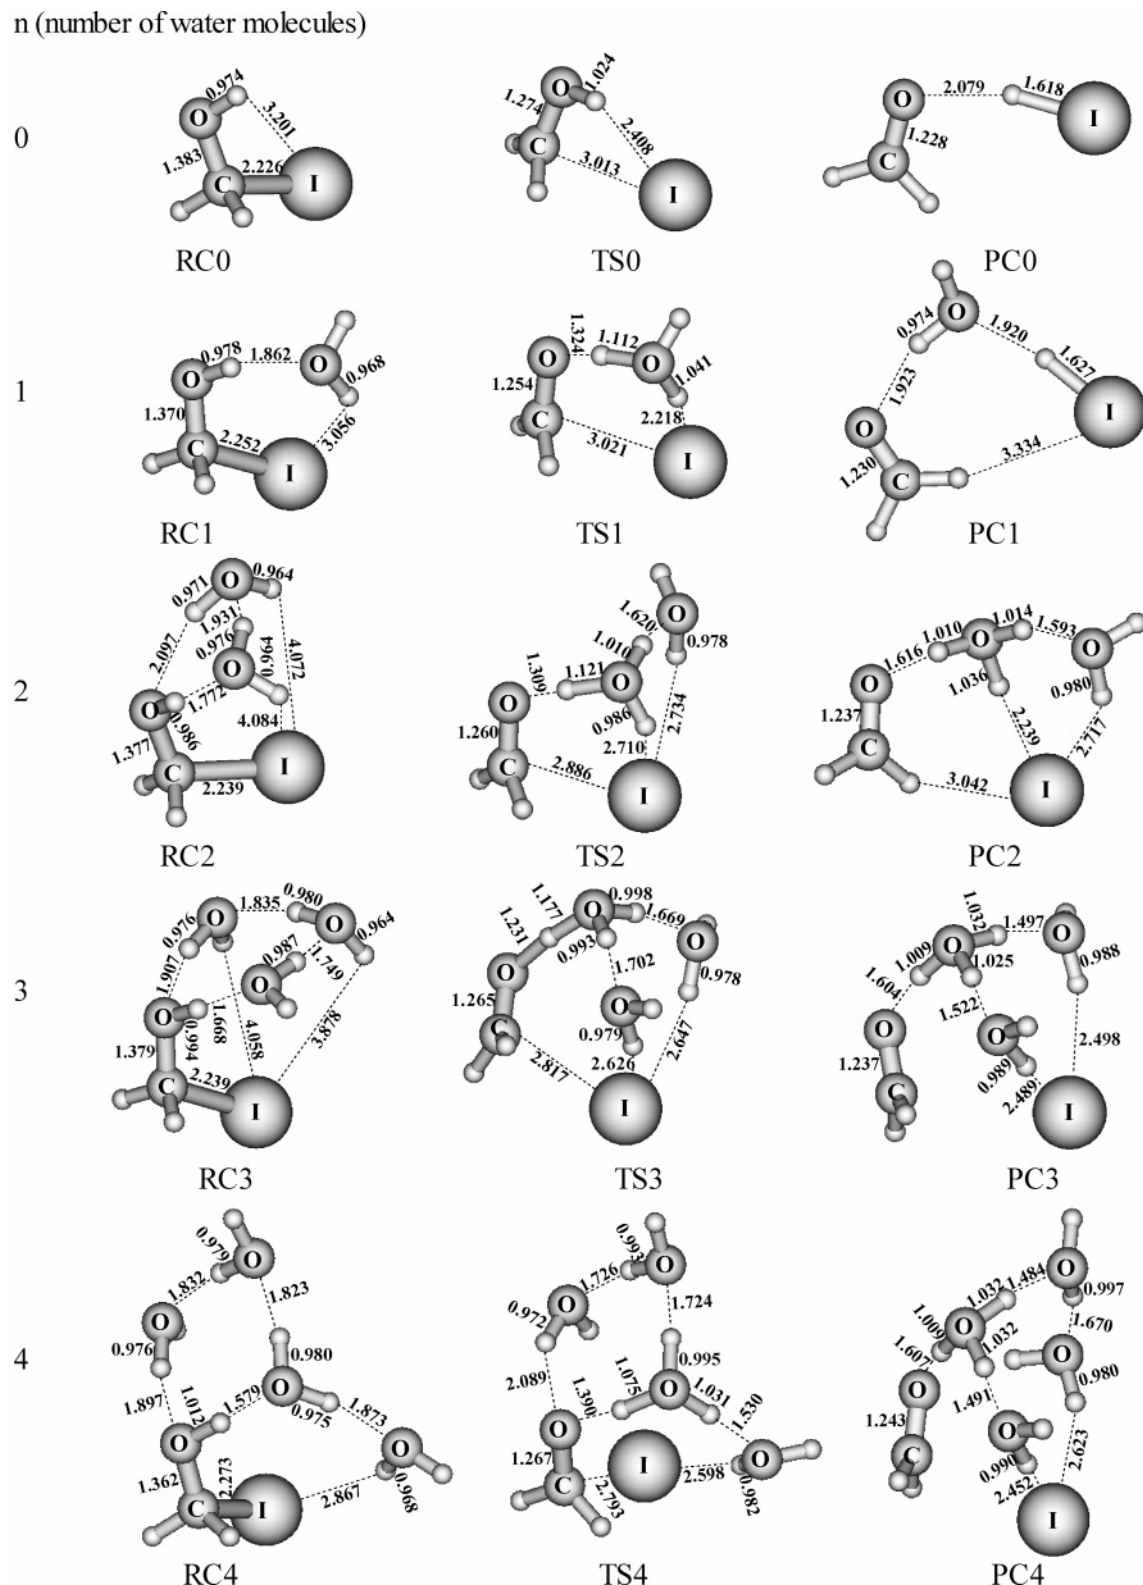 n (number of water molecules)
0
0.974
O
3.201
1.383
2.226
C
I
RC0
1.024
O
1.274
2.408
C
3.013
I
TS0
O
2.079
1.618
I
1.228
C
PC0
1
0.978
1.862
O
O
0.968
1.370
2.252
3.056
C
I
RC1
1.324
1.112
O
O
1.254
1.041
C
2.218
3.021
I
TS1
0.974
O
1.920
1.627
1.923
I
O
1.230
3.334
C
PC1
2
0.971
O
0.964
1.931
2.097
0.976
O
0.964
4.072
1.772
O
0.986
4.084
1.377
C
I
2.239
RC2
O
1.620
0.978
1.010
1.309
1.121
O
O
0.986
2.734
1.260
2.710
C
2.886
I
TS2
1.014
1.010
O
1.593
O
1.616
O
1.036
0.980
1.237
2.239
2.717
C
3.042
I
PC2
3
0.980
1.835
O
O
0.976
0.964
0.987
1.749
1.907
O
O
1.668
0.994
4.058
3.878
1.379
2.239
C
I
RC3
1.177
0.998
O
1.669
1.231
0.993
O
1.702
O
0.978
1.265
O
C
0.979
2.647
2.817
2.626
I
TS3
1.032
1.497
O
O
1.009
1.025
0.988
1.604
1.522
O
O
1.237
2.498
0.989
C
2.489
I
PC3
4
0.979
O
1.832
1.823
O
0.976
0.980
O
1.579
1.897
1.012
0.975
1.873
O
O
1.362
2.273
0.968
C
I
2.867
RC4
0.993
O
1.726
O
0.972
1.724
0.995
2.089
1.075
O
1.031
1.390
1.530
O
1.267
I
2.598
O
C
2.793
0.982
TS4
1.032
1.484
O
0.997
O
1.009
1.032
1.670
1.607
O
O
1.491
0.980
1.243
O
C
0.990
2.623
2.452
I
PC4